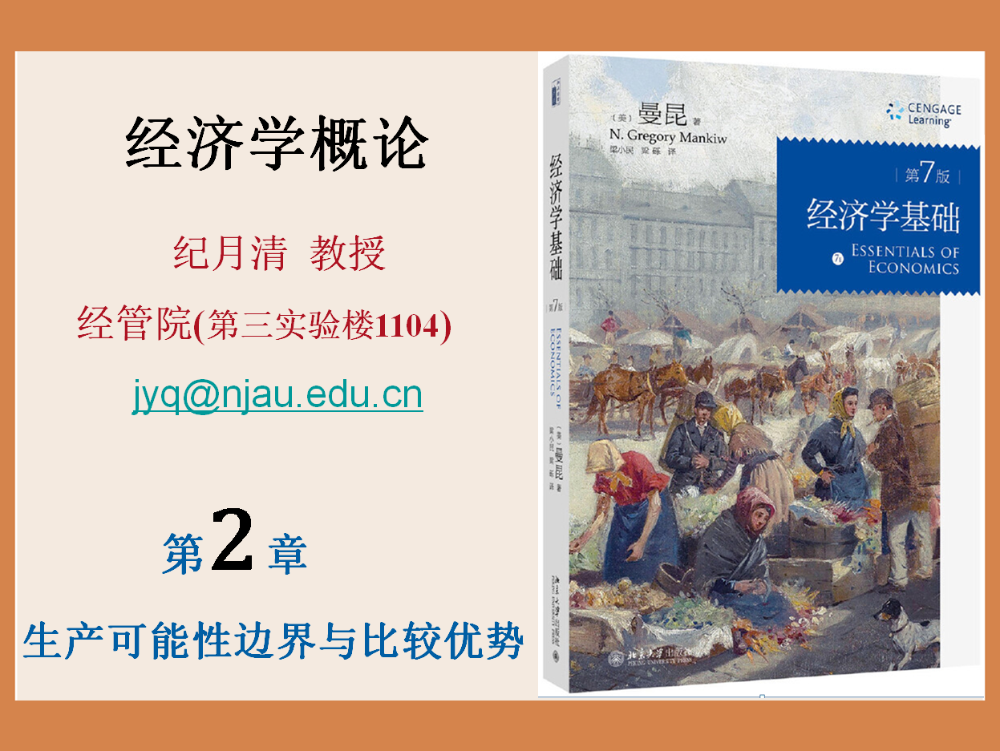 经济学概论
纪月清 教授
经管院(第三实验楼1104)
jyq@njau.edu.cn
第2章
生产可能性边界与比较优势
〔美〕曼昆 著
N. Gregory Mankiw
梁小民 梁砾 译
CENGAGE
Learning
第7版
经济学基础
ESSENTIALS OF
ECONOMICS
经济学基础
第7版
ESSENTIALS OF
ECONOMICS
〔美〕曼昆 著
梁小民 梁砾 译
北京大学出版社
北京大学出版社
PEKING UNIVERSITY PRESS